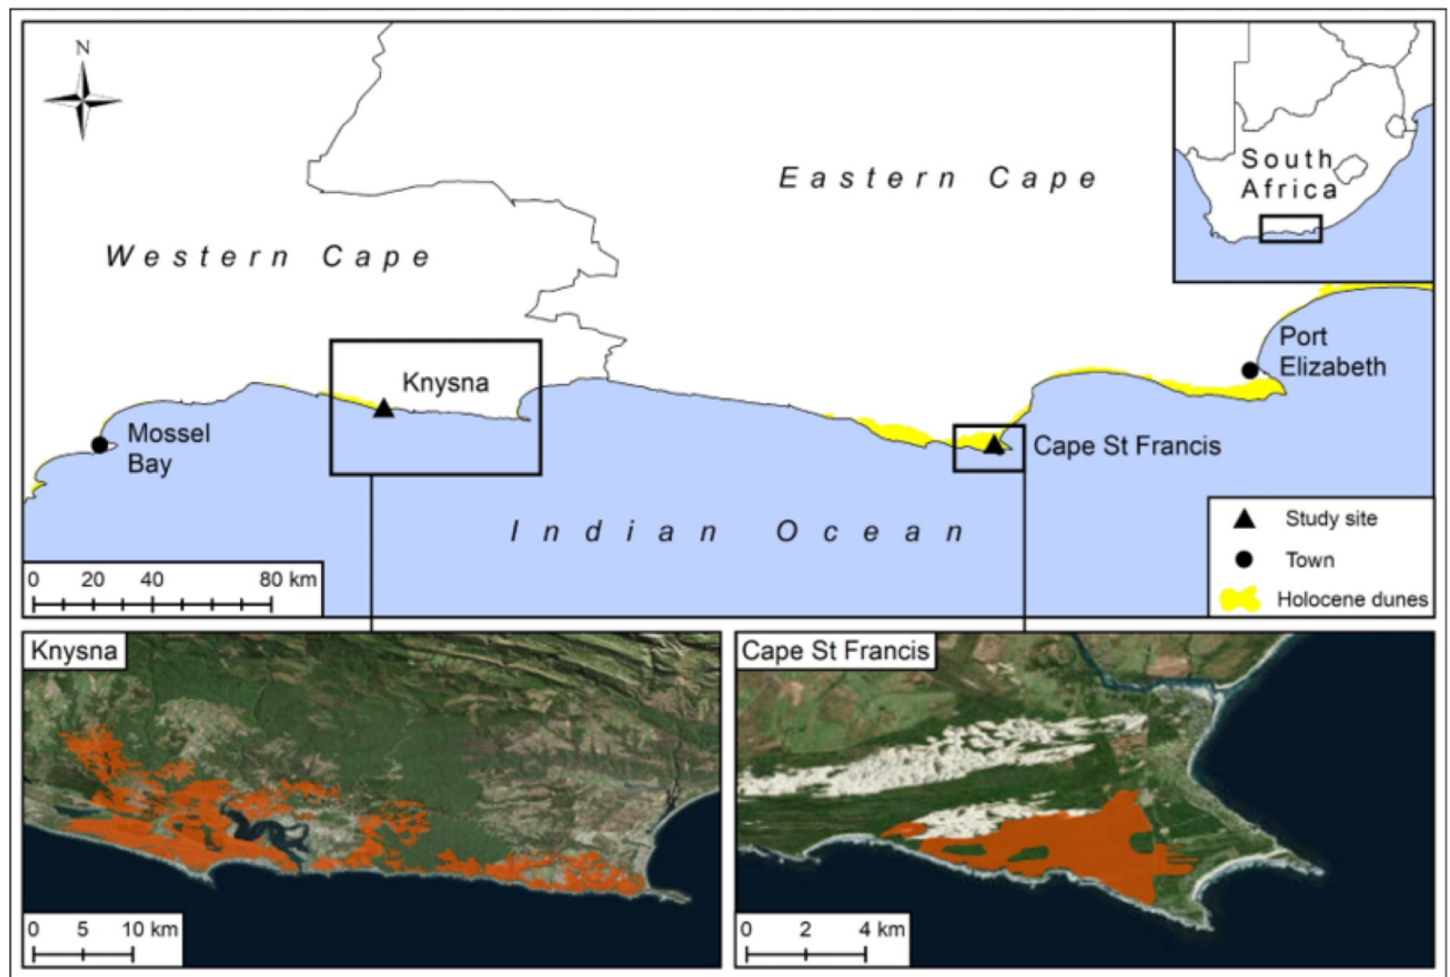 N
Eastern Cape
South
Africa
Western Cape
Port
Elizabeth
Knysna
Mossel
Bay
Cape St Francis
Indian Ocean
Study site
Town
Holocene dunes
0 20 40 80 km
Knysna
Cape St Francis
0 5 10 km
0 2 4 km